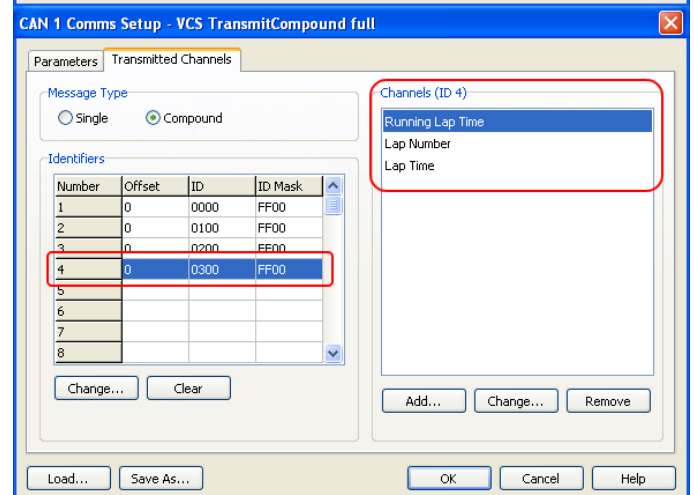 CAN 1 Comms Setup - VCS TransmitCompound full
Parameters Transmitted Channels
Message Type
Single Compound
Identifiers
Number Offset ID ID Mask
1 0 0000 FF00
2 0 0100 FF00
3 0 0200 FF00
4 0 0300 FF00
5
6
7
8
Change... Clear
Channels (ID 4)
Running Lap Time
Lap Number
Lap Time
Add... Change... Remove
Load... Save As... OK Cancel Help